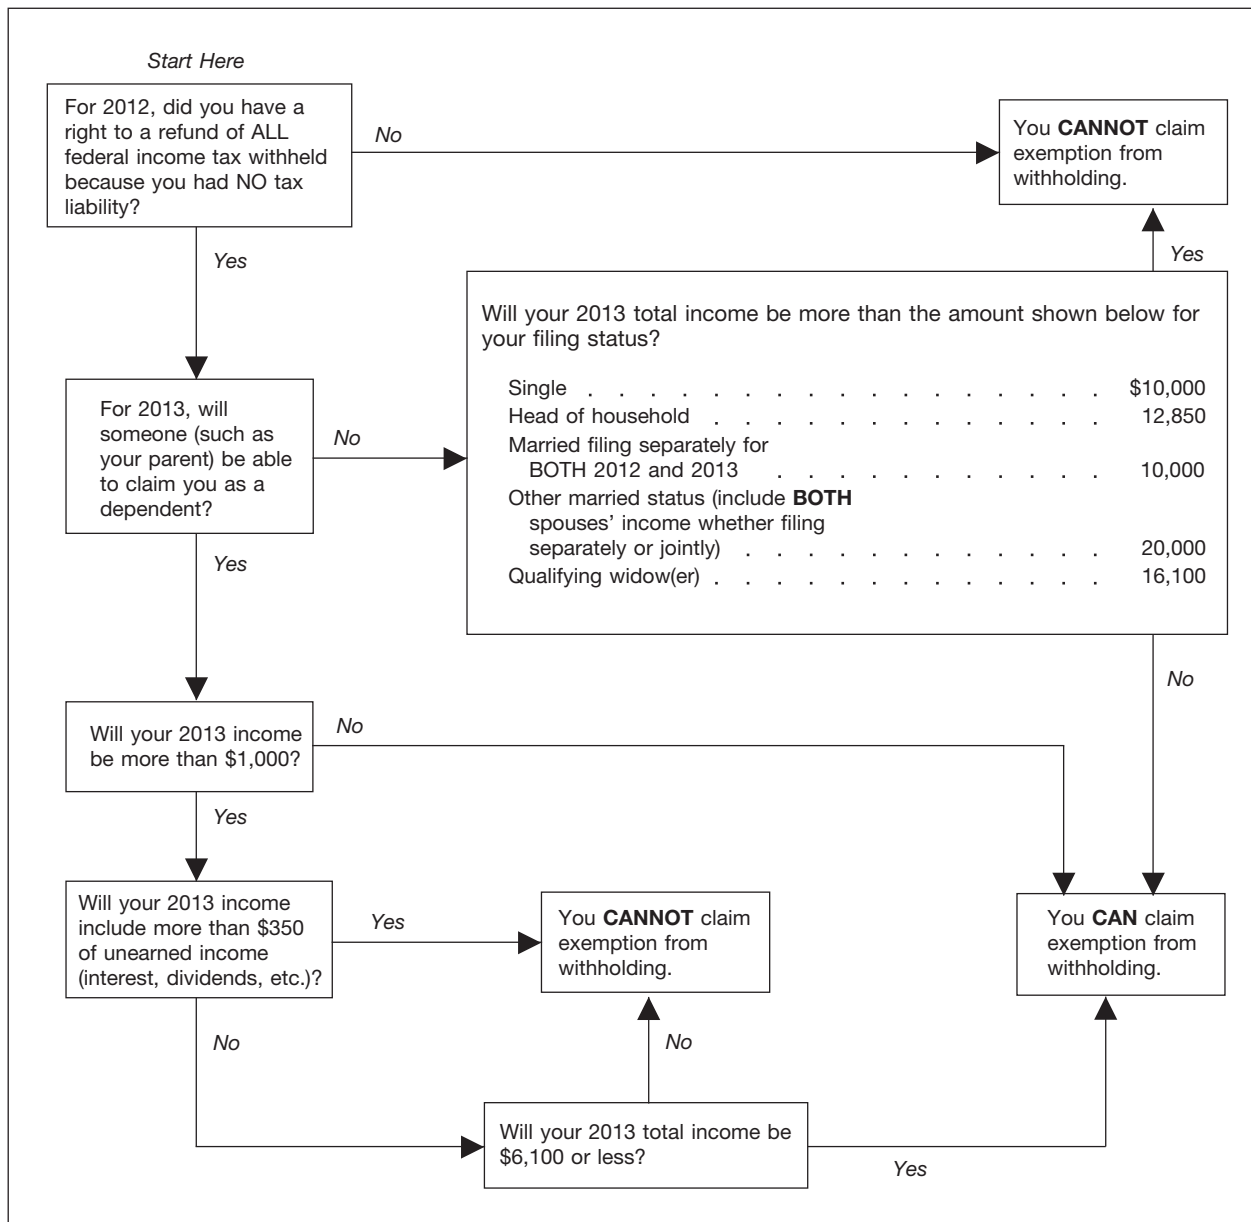 Start Here
For 2012, did you have a
right to a refund of ALL
federal income tax withheld
because you had NO tax
liability?
No
You CANNOT claim
exemption from
withholding.
Yes
Yes
Will your 2013 total income be more than the amount shown below for
your filing status?
Single . . . . . . . . . . . . . . . . . $10,000
Head of household . . . . . . . . . . . . . 12,850
Married filing separately for
BOTH 2012 and 2013 . . . . . . . . . . . 10,000
Other married status (include BOTH
spouses’ income whether filing
separately or jointly) . . . . . . . . . . . . 20,000
Qualifying widow(er) . . . . . . . . . . . . . 16,100
For 2013, will
someone (such as
your parent) be able
to claim you as a
dependent?
No
Yes
No
Will your 2013 income
be more than $1,000?
No
Yes
Will your 2013 income
include more than $350
of unearned income
(interest, dividends, etc.)?
Yes
You CANNOT claim
exemption from
withholding.
You CAN claim
exemption from
withholding.
No
No
Will your 2013 total income be
$6,100 or less?
Yes